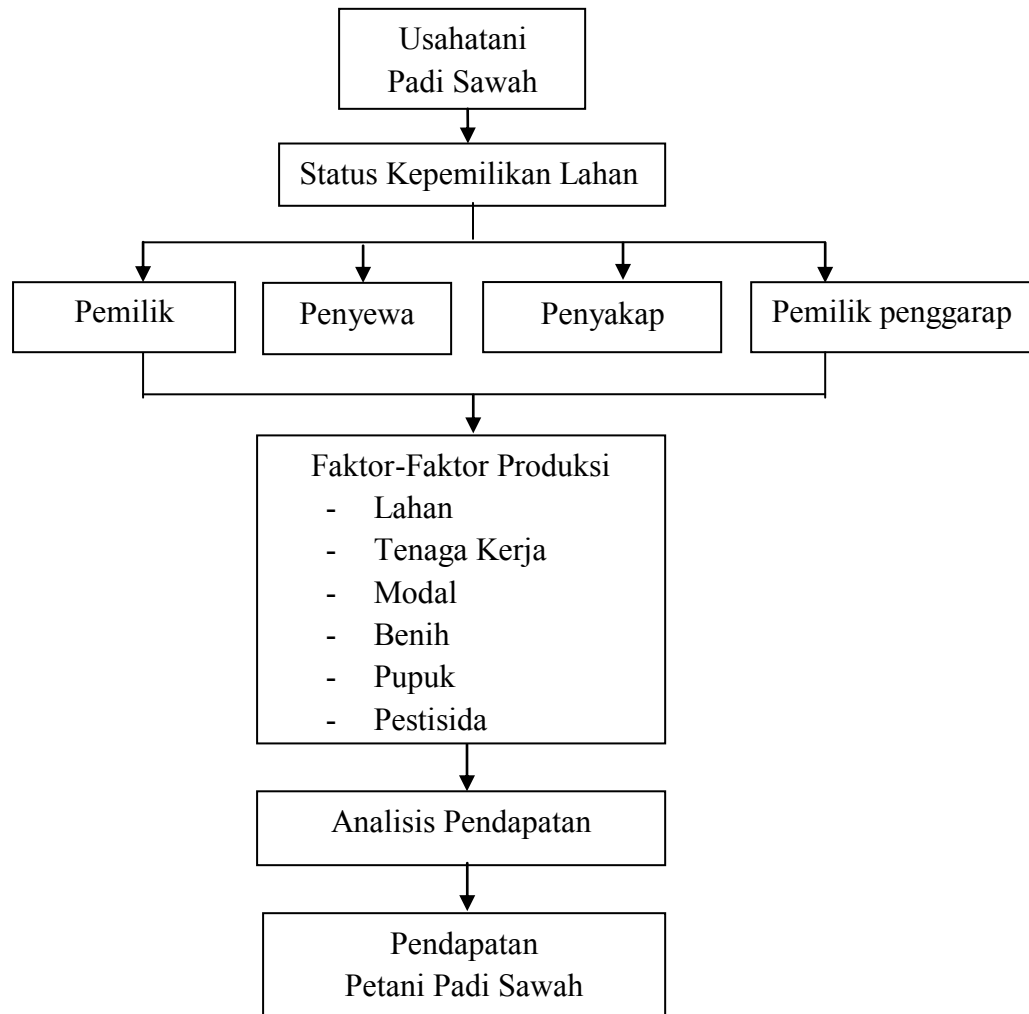 Usahatani
Padi Sawah
Status Kepemilikan Lahan
Pemilik
Penyewa
Penyakap
Pemilik penggarap
Faktor-Faktor Produksi
- Lahan
- Tenaga Kerja
- Modal
- Benih
- Pupuk
- Pestisida
Analisis Pendapatan
Pendapatan
Petani Padi Sawah